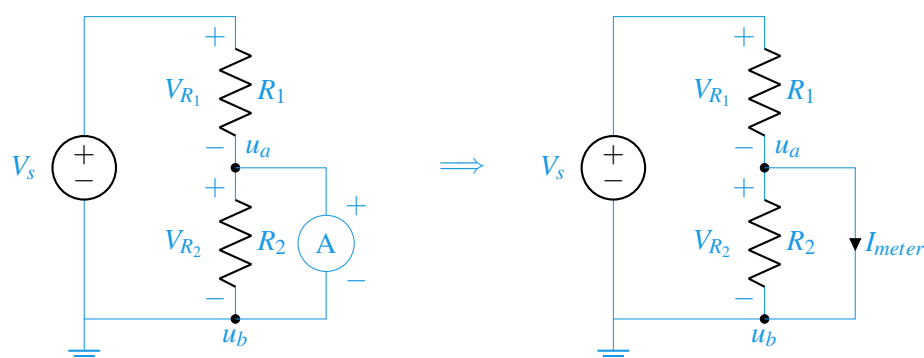 + +
V_{R_1} R_1 V_{R_1} R_1
V_s + − − u_a ⟹ V_s + − − u_a
+ + +
V_{R_2} R_2 A V_{R_2} R_2 I_{meter}
− − −
u_b u_b